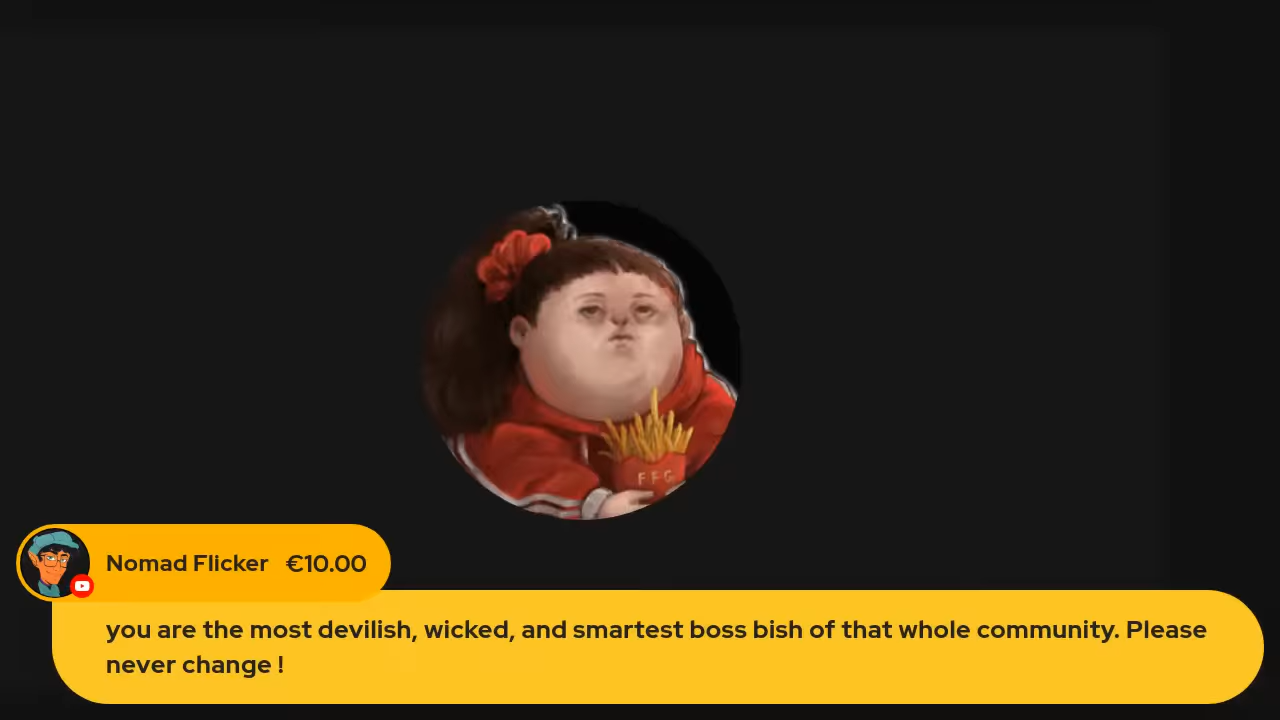 FFG
Nomad Flicker €10.00
you are the most devilish, wicked, and smartest boss bish of that whole community. Please
never change !